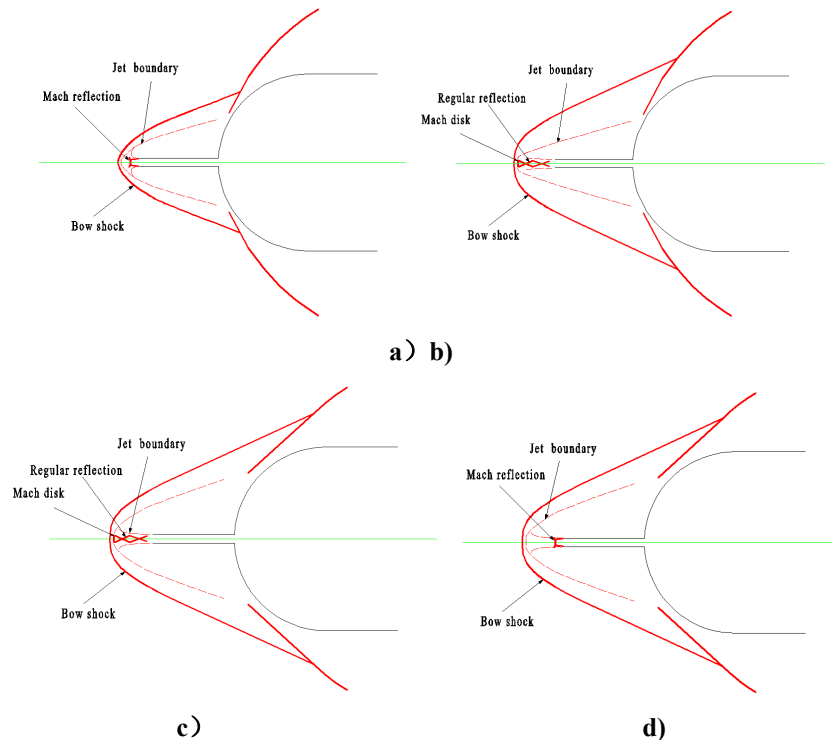 Jet boundary
Mach reflection
Bow shock
Jet boundary
Regular reflection
Mach disk
Bow shock
a）b)
Jet boundary
Regular reflection
Mach disk
Bow shock
Jet boundary
Mach reflection
Bow shock
c）
d)